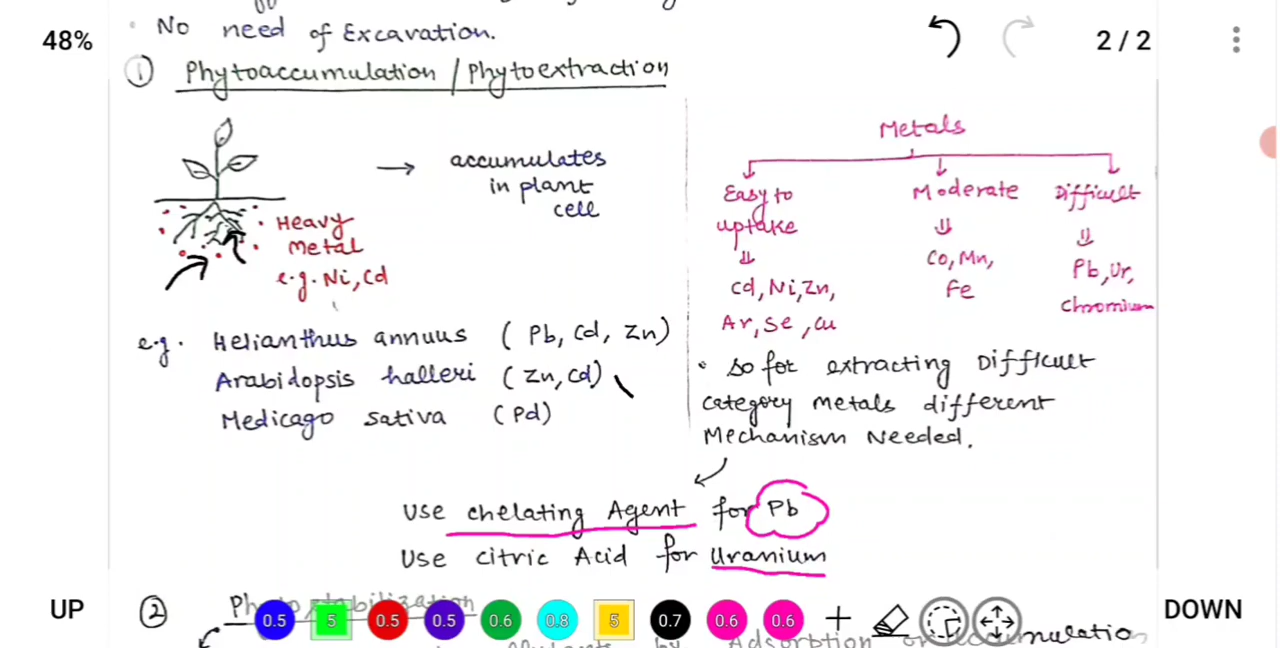 48%
No need of Excavation.
2 / 2
① Phytoaccumulation / Phytoextraction
→ accumulates
in plant
cell
Heavy
Metal
e.g. Ni, Cd
e.g. Helianthus annuus ( Pb, Cd, Zn)
Arabidopsis halleri ( Zn, Cd)
Medicago sativa ( Pd)
Metals
Easy to
uptake
⇓
Cd, Ni, Zn,
Ar, Se, Cu
Moderate
⇓
Co, Mn,
Fe
Difficult
⇓
Pb, Ur,
Chromium
• So for extracting Difficult
category Metals different
Mechanism Needed.
Use chelating Agent for Pb
Use citric Acid for Uranium
UP
② Phytostabilization
0.5 5 0.5 0.5 0.6 0.8 5 0.7 0.6 0.6 +
DOWN
by Adsorption or